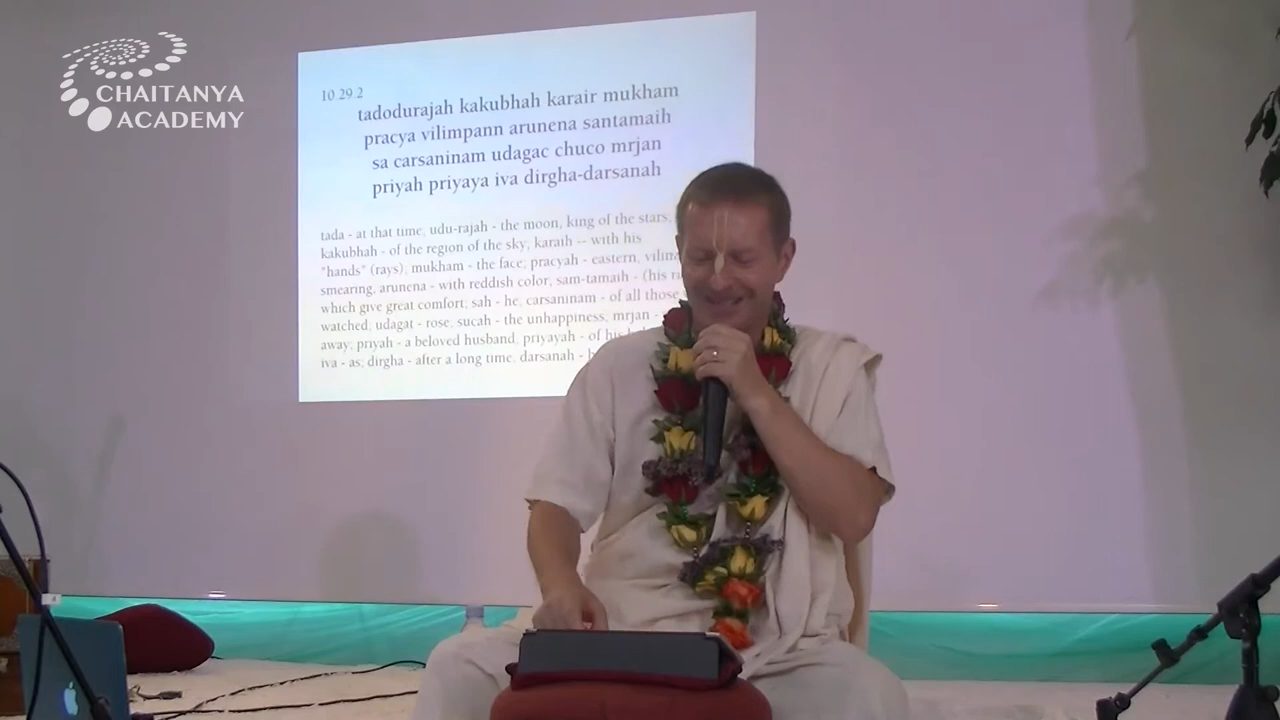 CHAITANYA
ACADEMY
10.29.2
tadodurajah kakubhah karair mukham
pracya vilimpann arunena santamaih
sa carsaninam udagac chuco mrjan
priyah priyaya iva dirgha-darsanah
tada - at that time; udu-rajah - the moon, king of the stars;
kakubhah - of the region of the sky; karaih -- with his
"hands" (rays); mukham - the face; pracyah - eastern;
smearing; arunena - with reddish color; sam-tamaih - (his
which give great comfort; sah - he; carsaninam - of all those
watched; udagat - rose; sucah - the unhappiness; mrjan -
away; priyah - a beloved husband; priyayah - of his
iva - as; dirgha - after a long time; darsanah -